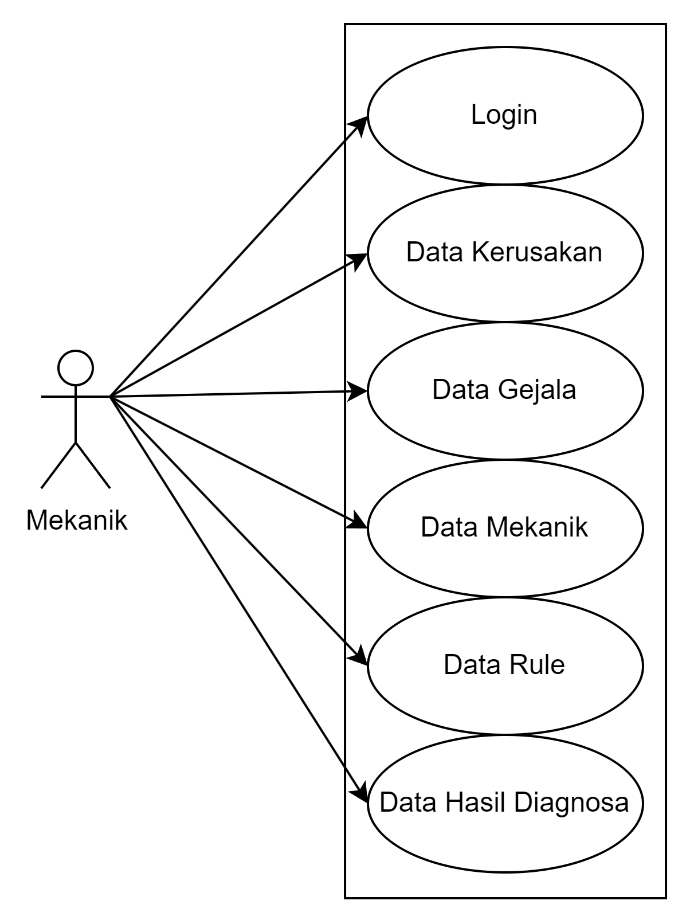 Login
Data Kerusakan
Data Gejala
Mekanik
Data Mekanik
Data Rule
Data Hasil Diagnosa